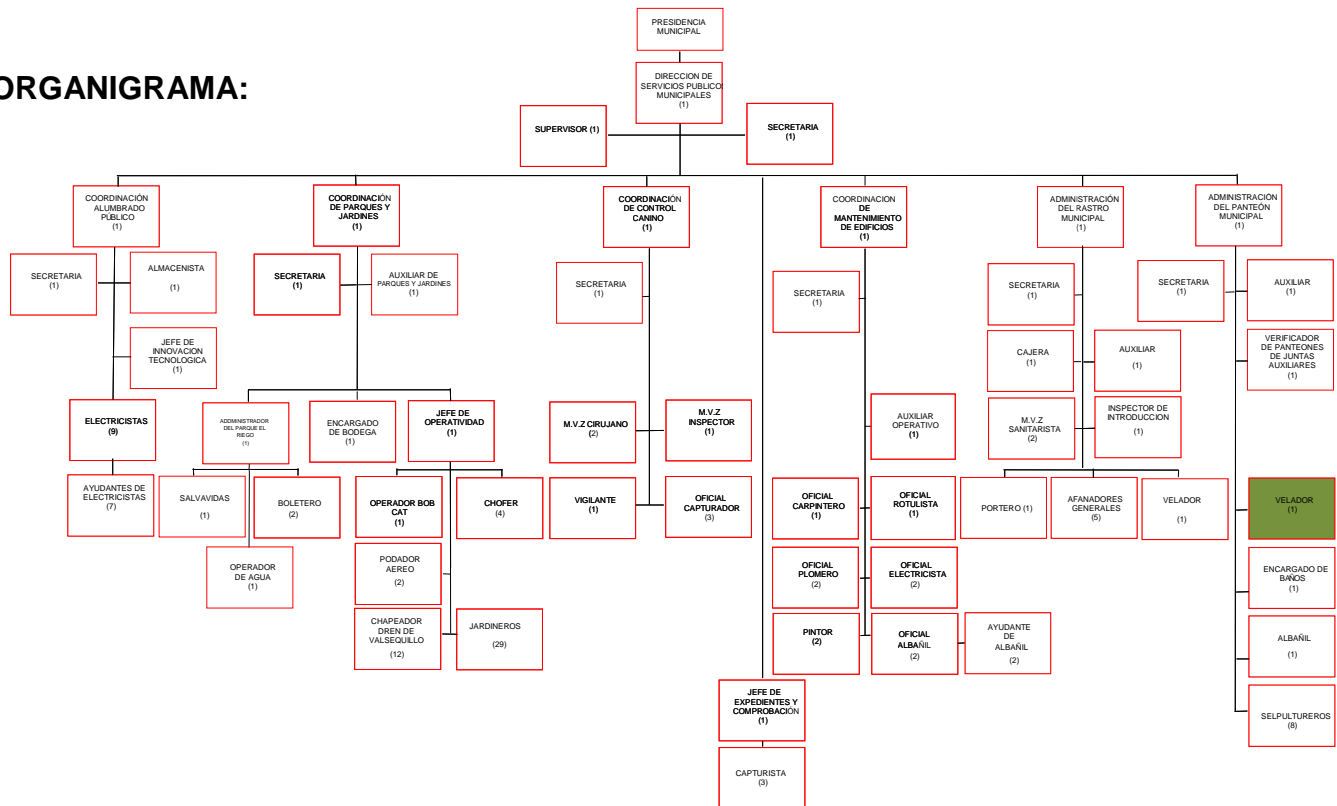 PRESIDENCIA
MUNICIPAL
ORGANIGRAMA:
DIRECCION DE
SERVICIOS PUBLICOS
MUNICIPALES
(1)
SUPERVISOR (1)
SECRETARIA
(1)
COORDINACIÓN
ALUMBRADO
PÚBLICO
(1)
COORDINACIÓN
DE PARQUES Y
JARDINES
(1)
COORDINACIÓN
DE CONTROL
CANINO
(1)
COORDINACION
DE
MANTENIMIENTO
DE EDIFICIOS
(1)
ADMINISTRACIÓN
DEL RASTRO
MUNICIPAL
(1)
ADMINISTRACIÓN
DEL PANTEÓN
MUNICIPAL
(1)
SECRETARIA
(1)
ALMACENISTA
(1)
JEFE DE
INNOVACION
TECNOLOGICA
(1)
ELECTRICISTAS
(9)
AYUDANTES DE
ELECTRICISTAS
(7)
SECRETARIA
(1)
AUXILIAR DE
PARQUES Y JARDINES
(1)
ADDMINISTRADOR
DEL PARQUE EL
RIEGO
(1)
ENCARGADO
DE BODEGA
(1)
JEFE DE
OPERATIVIDAD
(1)
SALVAVIDAS
(1)
BOLETERO
(2)
OPERADOR
DE AGUA
(1)
OPERADOR BOB
CAT
(1)
CHOFER
(4)
PODADOR
AEREO
(2)
CHAPEADOR
DREN DE
VALSEQUILLO
(12)
JARDINEROS
(29)
SECRETARIA
(1)
M.V.Z CIRUJANO
(2)
M.V.Z
INSPECTOR
(1)
VIGILANTE
(1)
OFICIAL
CAPTURADOR
(3)
JEFE DE
EXPEDIENTES Y
COMPROBACIÓN
(1)
CAPTURISTA
(3)
SECRETARIA
(1)
AUXILIAR
OPERATIVO
(1)
OFICIAL
CARPINTERO
(1)
OFICIAL
ROTULISTA
(1)
OFICIAL
PLOMERO
(2)
OFICIAL
ELECTRICISTA
(2)
PINTOR
(2)
OFICIAL
ALBAÑIL
(2)
AYUDANTE
DE
ALBAÑIL
(2)
SECRETARIA
(1)
CAJERA
(1)
AUXILIAR
(1)
M.V.Z
SANITARISTA
(2)
INSPECTOR DE
INTRODUCCION
(1)
PORTERO (1)
AFANADORES
GENERALES
(5)
VELADOR
(1)
SECRETARIA
(1)
AUXILIAR
(1)
VERIFICADOR
DE PANTEONES
DE JUNTAS
AUXILIARES
(1)
VELADOR
(1)
ENCARGADO DE
BAÑOS
(1)
ALBAÑIL
(1)
SELPULTUREROS
(8)